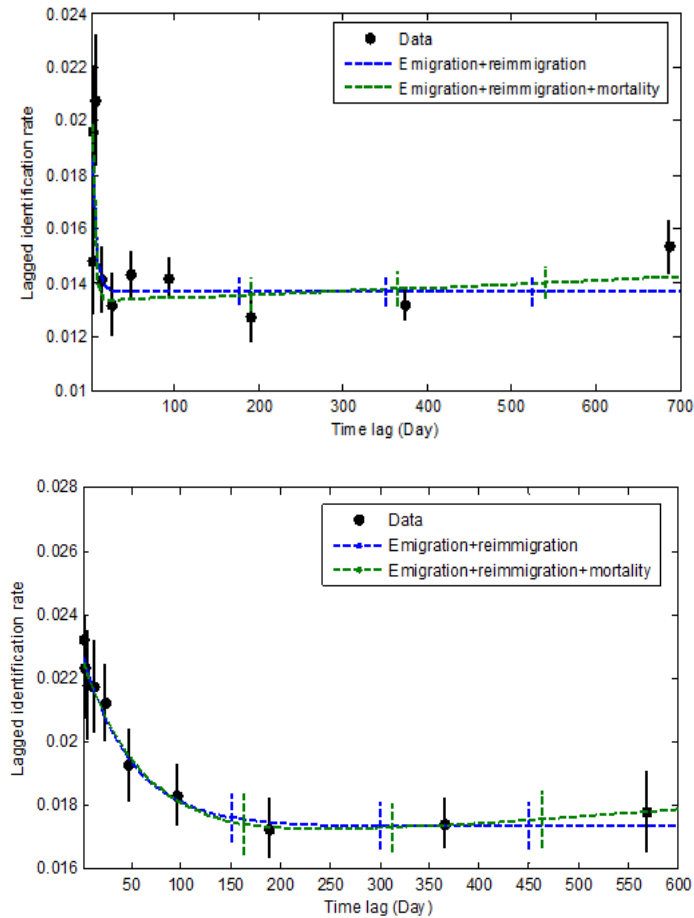 0.024
0.022
0.02
0.018
0.016
0.014
0.012
0.01
Lagged identification rate
Data
Emigration+reimmigration
Emigration+reimmigration+mortality
100 200 300 400 500 600 700
Time lag (Day)
0.028
0.026
0.024
0.022
0.02
0.018
0.016
Lagged identification rate
Data
Emigration+reimmigration
Emigration+reimmigration+mortality
50 100 150 200 250 300 350 400 450 500 550 600
Time lag (Day)